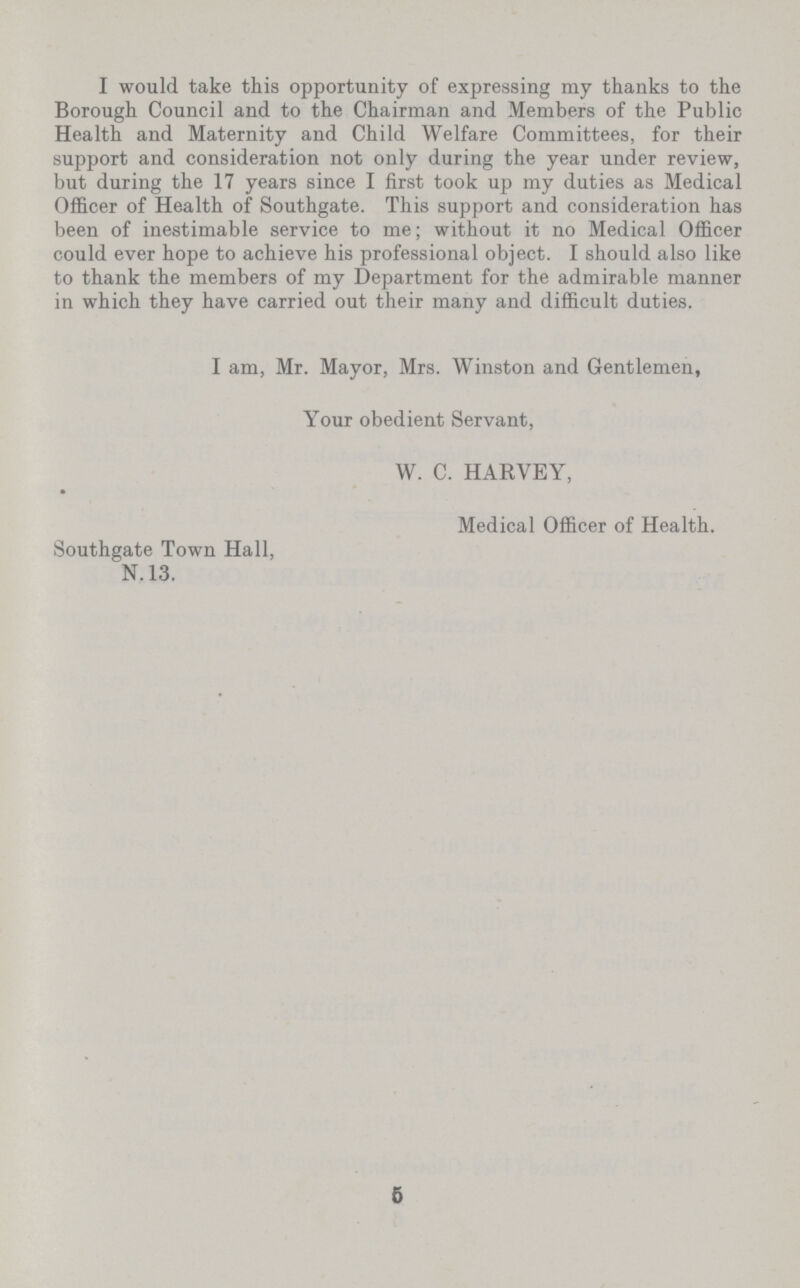 I would take this opportunity of expressing my thanks to the
Borough Council and to the Chairman and Members of the Public
Health and Maternity and Child Welfare Committees, for their
support and consideration not only during the year under review,
but during the 17 years since I first took up my duties as Medical
Officer of Health of Southgate. This support and consideration has
been of inestimable service to me; without it no Medical Officer
could ever hope to achieve his professional object. I should also like
to thank the members of my Department for the admirable manner
in which they have carried out their many and difficult duties.
I am, Mr. Mayor, Mrs. Winston and Gentlemen,
Your obedient Servant,
W. C. HARVEY,
Medical Officer of Health.
Southgate Town Hall,
N.13.
5